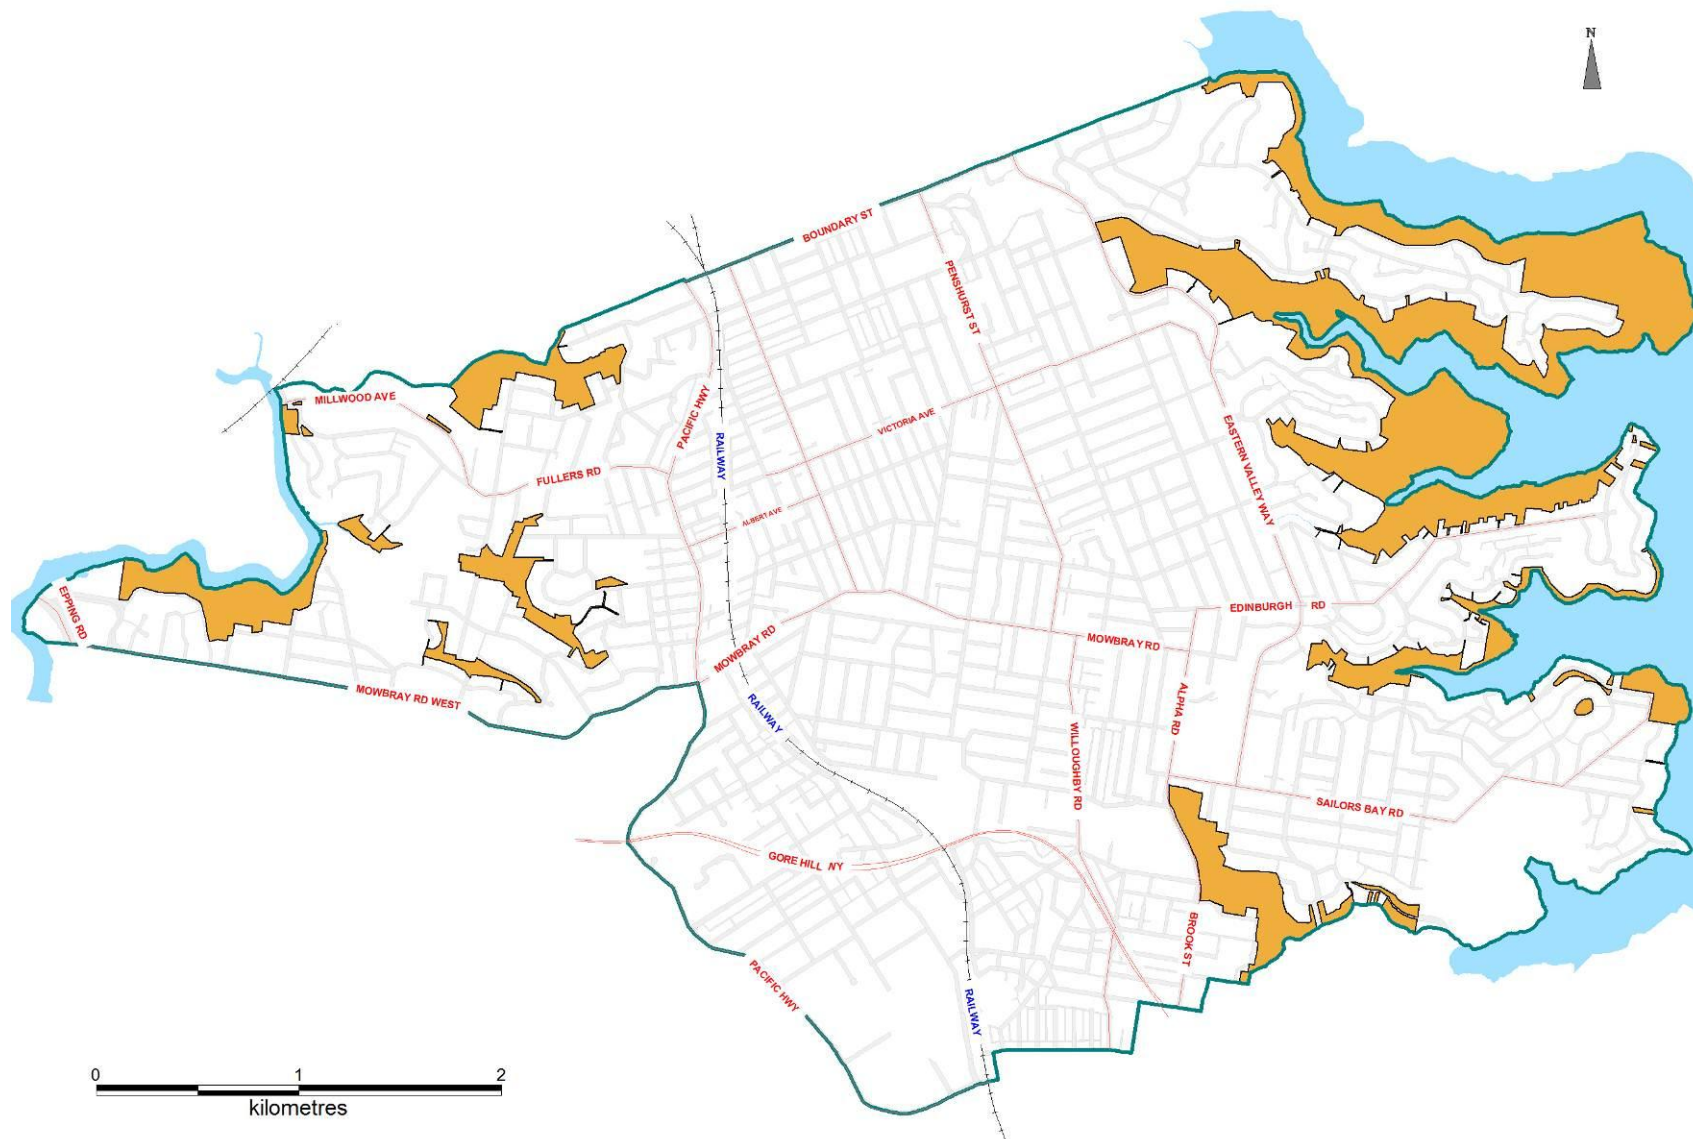 N
BOUNDARY ST
PENSHURST ST
MILLWOOD AVE
PACIFIC HWY
VICTORIA AVE
RAILWAY
FULLERS RD
EASTERN VALLEY WAY
ALBERT AVE
EPPING RD
EDINBURGH RD
MOWBRAY RD
MOWBRAY RD
MOWBRAY RD WEST
ALPHA RD
RAILWAY
WILLOUGHBY RD
SAILORS BAY RD
GORE HILL NY
BROOK ST
PACIFIC HWY
RAILWAY
0 1 2
kilometres